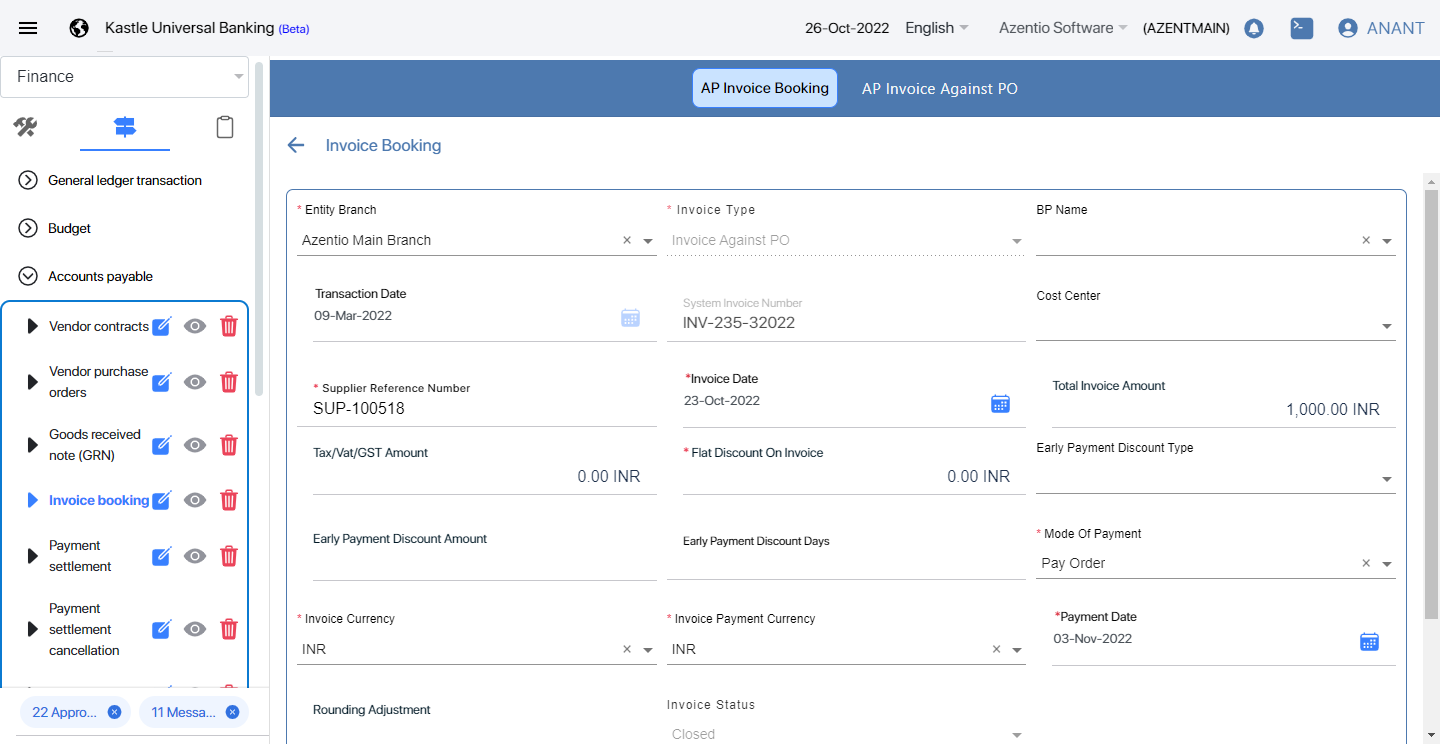 Kastle Universal Banking (Beta)
26-Oct-2022
English
Azentio Software
(AZENTMAIN)
ANANT
Finance
General ledger transaction
Budget
Accounts payable
Vendor contracts
Vendor purchase
orders
Goods received
note (GRN)
Invoice booking
Payment
settlement
Payment
settlement
cancellation
22 Appro...
11 Messa...
AP Invoice Booking
AP Invoice Against PO
Invoice Booking
* Entity Branch
Azentio Main Branch
* Invoice Type
Invoice Against PO
BP Name
Transaction Date
09-Mar-2022
System Invoice Number
INV-235-32022
Cost Center
* Supplier Reference Number
SUP-100518
*Invoice Date
23-Oct-2022
Total Invoice Amount
1,000.00 INR
Tax/Vat/GST Amount
0.00 INR
* Flat Discount On Invoice
0.00 INR
Early Payment Discount Type
Early Payment Discount Amount
Early Payment Discount Days
* Mode Of Payment
Pay Order
* Invoice Currency
INR
* Invoice Payment Currency
INR
*Payment Date
03-Nov-2022
Rounding Adjustment
Invoice Status
Closed